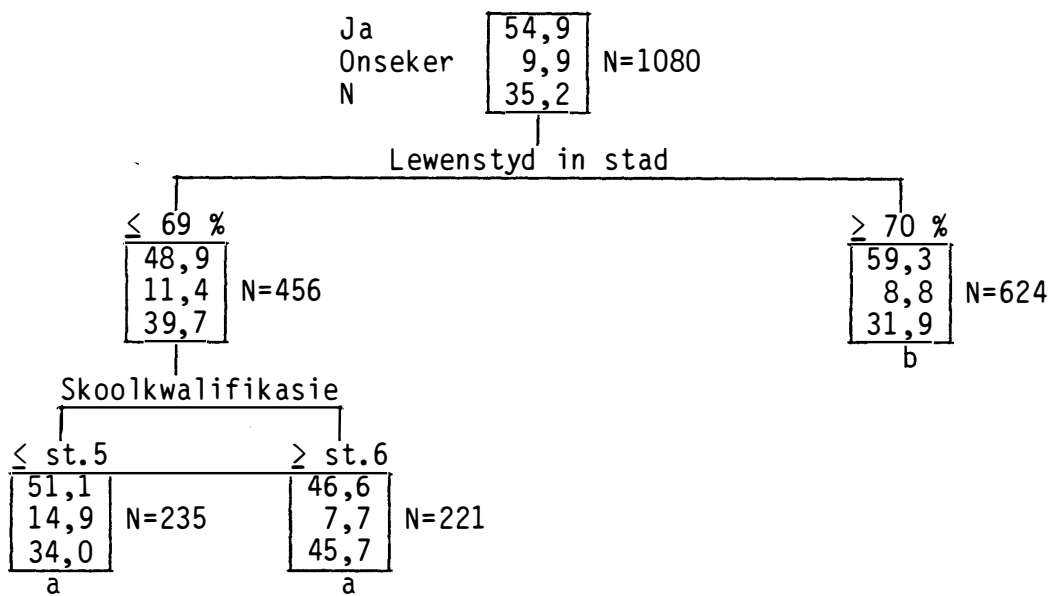 Ja 54,9
Onseker 9,9 N=1080
N 35,2
Lewenstyd in stad
≤ 69 % ≥ 70 %
48,9 59,3
11,4 N=456 8,8 N=624
39,7 31,9
b
Skoolkwalifikasie
≤ st.5 ≥ st.6
51,1 46,6
14,9 N=235 7,7 N=221
34,0 45,7
a a